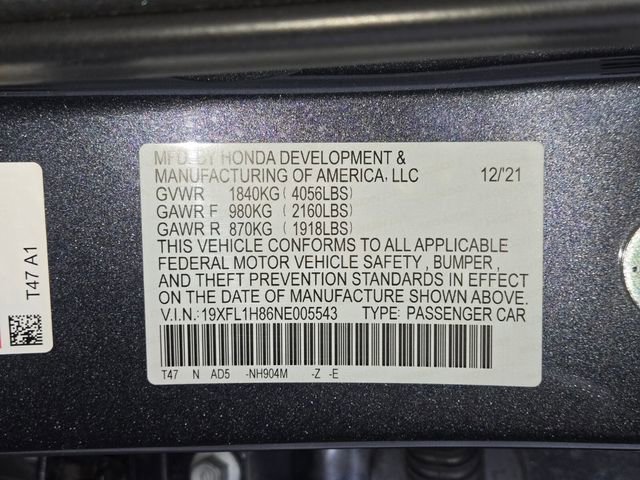 MFD. BY HONDA DEVELOPMENT &
MANUFACTURING OF AMERICA, LLC 12/'21
GVWR 1840KG ( 4056LBS)
GAWR F 980KG ( 2160LBS)
GAWR R 870KG ( 1918LBS)
THIS VEHICLE CONFORMS TO ALL APPLICABLE
FEDERAL MOTOR VEHICLE SAFETY , BUMPER ,
AND THEFT PREVENTION STANDARDS IN EFFECT
ON THE DATE OF MANUFACTURE SHOWN ABOVE.
V.I.N.: 19XFL1H86NE005543 TYPE: PASSENGER CAR
T47 N AD5 -NH904M -Z -E
T47 A1